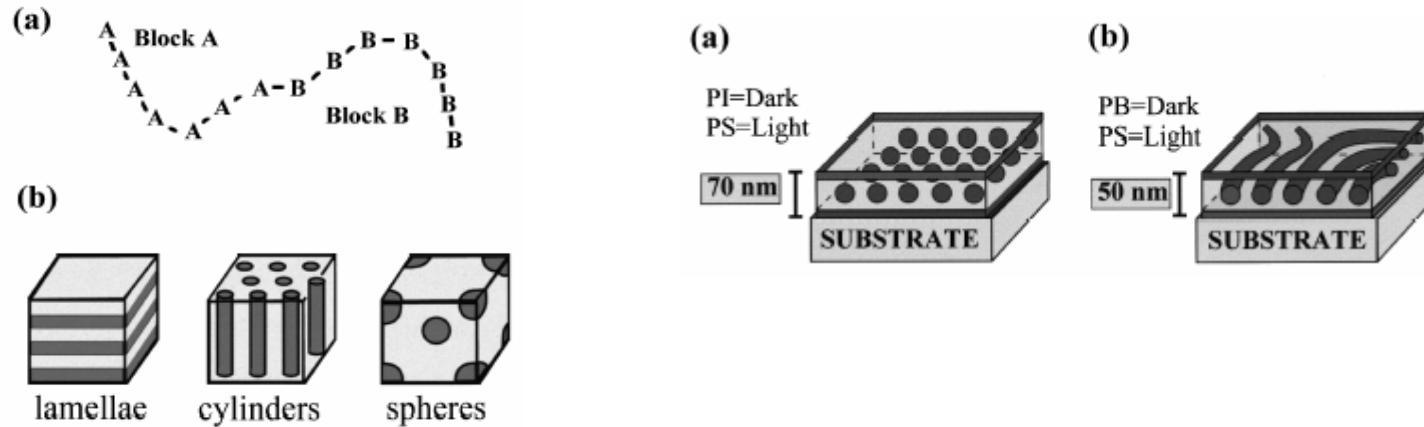 (a)
A A A A A A A A B B B B B B B
Block A
Block B
(b)
lamellae
cylinders
spheres
(a)
PI=Dark
PS=Light
70 nm
SUBSTRATE
(b)
PB=Dark
PS=Light
50 nm
SUBSTRATE